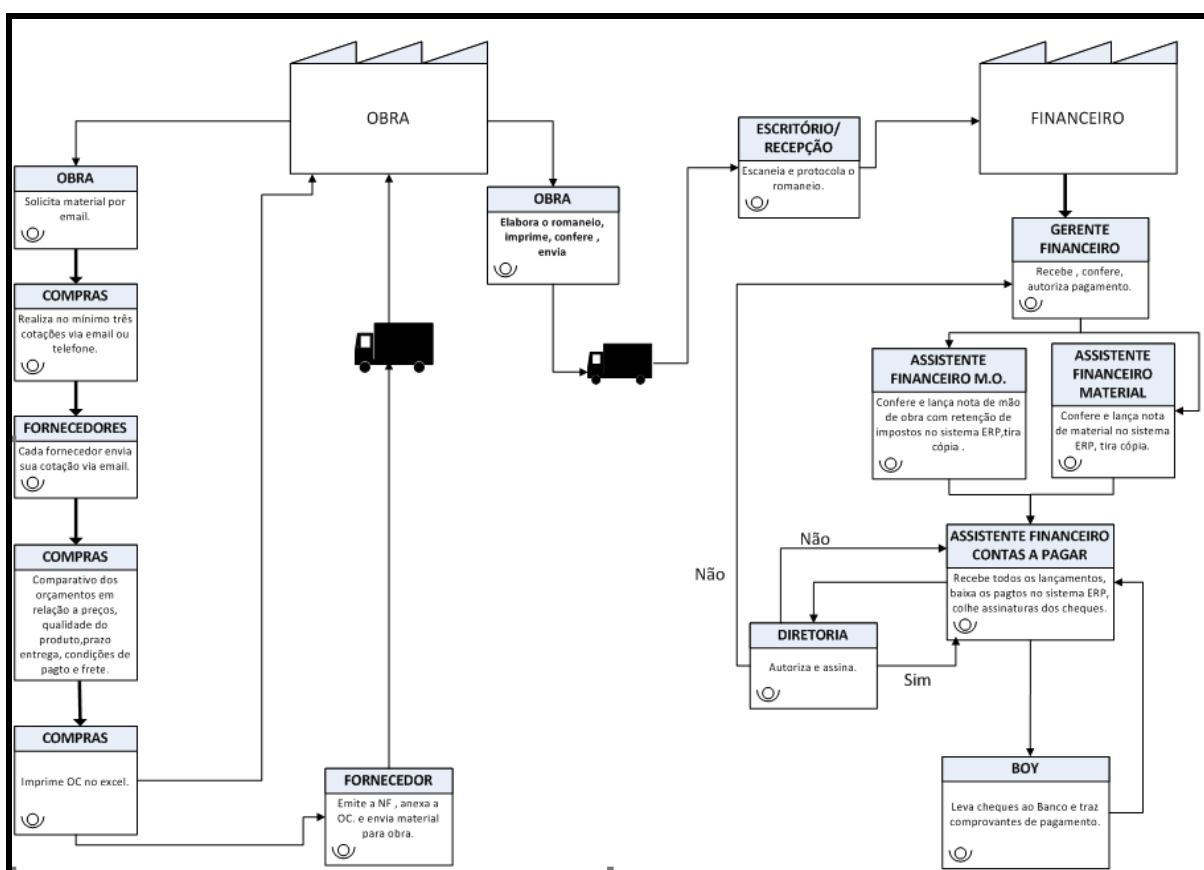 OBRA
OBRA
Solicita material por
email.
COMPRAS
Realiza no mínimo três
cotações via email ou
telefone.
FORNECEDORES
Cada fornecedor envia
sua cotação via email.
COMPRAS
Comparativo dos
orçamentos em
relação a preços,
qualidade do
produto,prazo
entrega, condições de
pagto e frete.
COMPRAS
Imprime OC no excel.
FORNECEDOR
Emite a NF , anexa a
OC. e envia material
para obra.
OBRA
Elabora o romaneio,
imprime, confere ,
envia
ESCRITÓRIO/
RECEPÇÃO
Escaneia e protocola o
romaneio.
FINANCEIRO
GERENTE
FINANCEIRO
Recebe , confere,
autoriza pagamento.
ASSISTENTE
FINANCEIRO M.O.
Confere e lança nota de mão
de obra com retenção de
impostos no sistema ERP,tira
cópia .
ASSISTENTE
FINANCEIRO
MATERIAL
Confere e lança nota
de material no sistema
ERP, tira cópia.
ASSISTENTE FINANCEIRO
CONTAS A PAGAR
Recebe todos os lançamentos,
baixa os pagtos no sistema ERP,
colhe assinaturas dos cheques.
Não
Não
DIRETORIA
Autoriza e assina.
Sim
BOY
Leva cheques ao Banco e traz
comprovantes de pagamento.